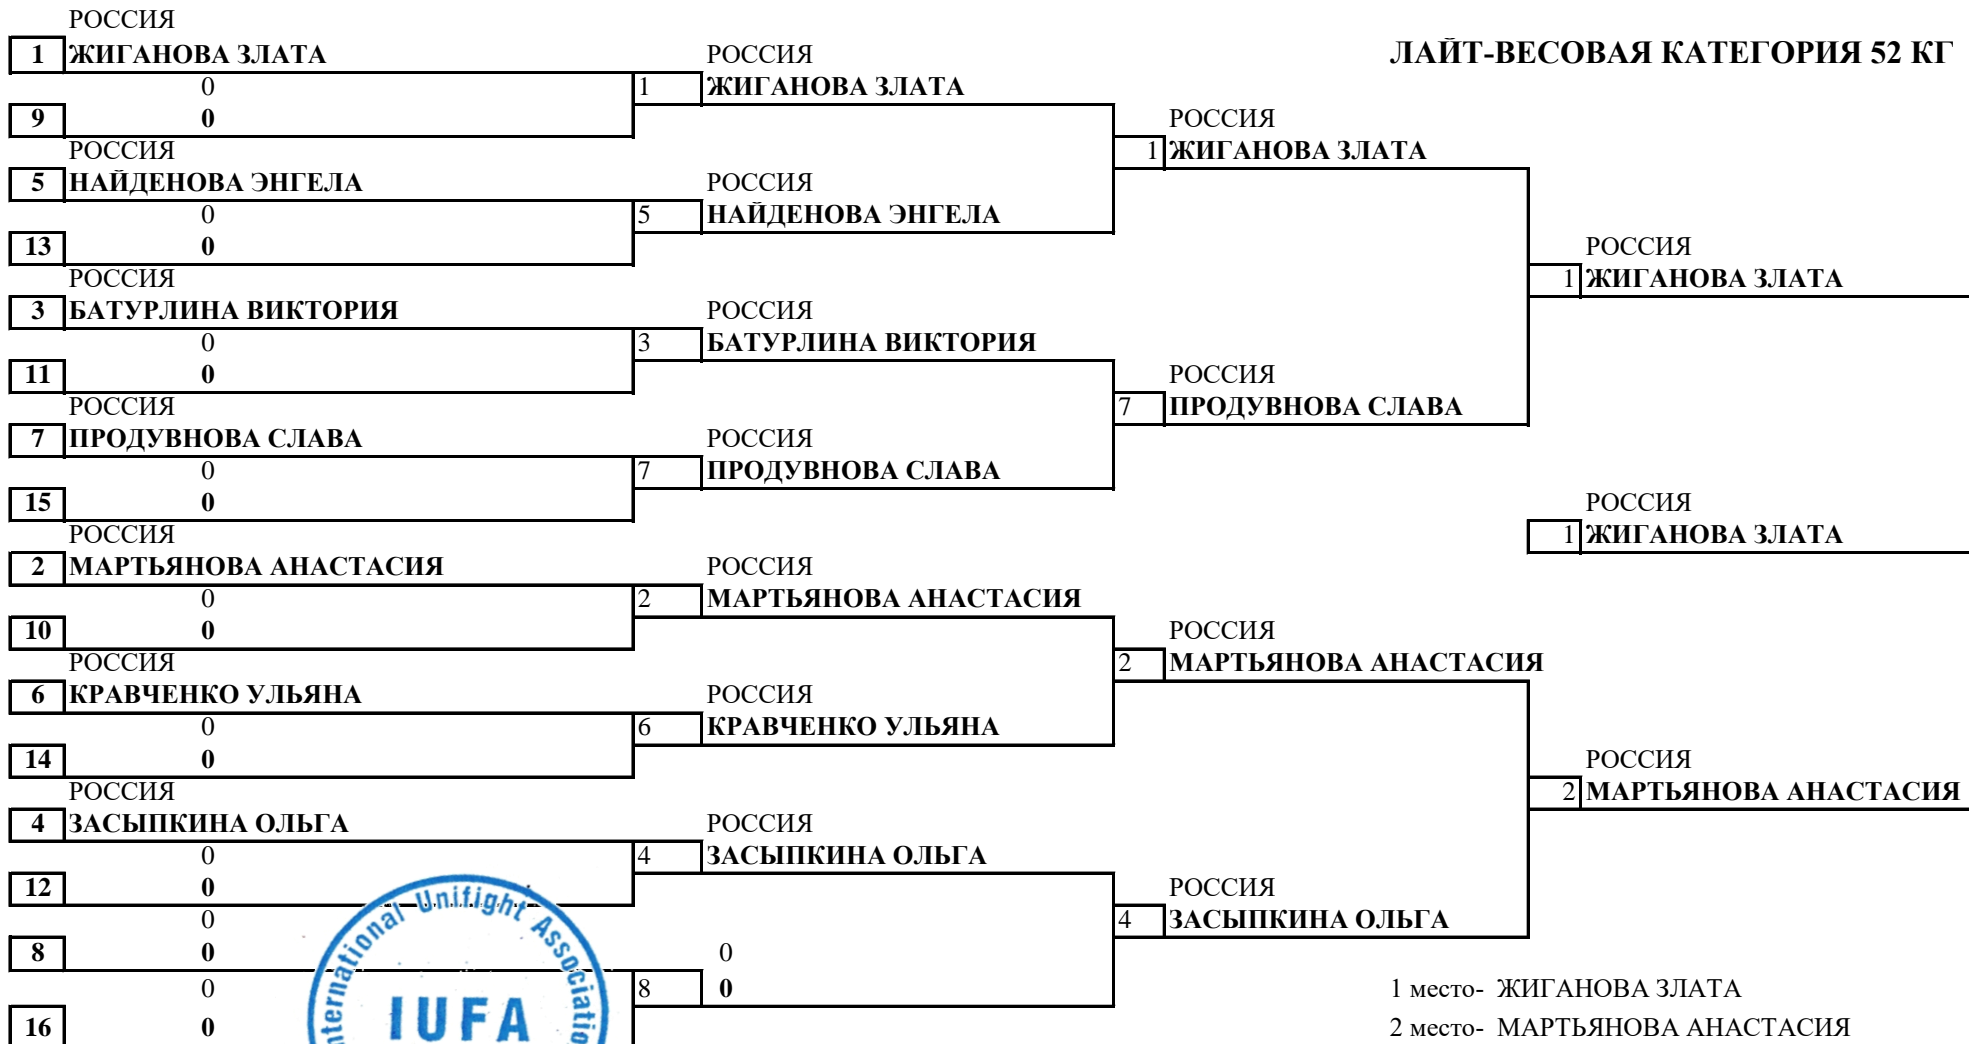 РОССИЯ
1 ЖИГАНОВА ЗЛАТА РОССИЯ ЛАЙТ-ВЕСОВАЯ КАТЕГОРИЯ 52 КГ
0 1 ЖИГАНОВА ЗЛАТА
9 0 РОССИЯ
РОССИЯ 1 ЖИГАНОВА ЗЛАТА
5 НАЙДЕНОВА ЭНГЕЛА РОССИЯ
0 5 НАЙДЕНОВА ЭНГЕЛА
13 0 РОССИЯ
РОССИЯ 1 ЖИГАНОВА ЗЛАТА
3 БАТУРЛИНА ВИКТОРИЯ РОССИЯ
0 3 БАТУРЛИНА ВИКТОРИЯ
11 0 РОССИЯ
РОССИЯ 7 ПРОДУВНОВА СЛАВА
7 ПРОДУВНОВА СЛАВА РОССИЯ
0 7 ПРОДУВНОВА СЛАВА
15 0 РОССИЯ
РОССИЯ 1 ЖИГАНОВА ЗЛАТА
2 МАРТЬЯНОВА АНАСТАСИЯ РОССИЯ
0 2 МАРТЬЯНОВА АНАСТАСИЯ
10 0 РОССИЯ
РОССИЯ 2 МАРТЬЯНОВА АНАСТАСИЯ
6 КРАВЧЕНКО УЛЬЯНА РОССИЯ
0 6 КРАВЧЕНКО УЛЬЯНА
14 0 РОССИЯ
РОССИЯ 2 МАРТЬЯНОВА АНАСТАСИЯ
4 ЗАСЫПКИНА ОЛЬГА РОССИЯ
0 4 ЗАСЫПКИНА ОЛЬГА
12 0 РОССИЯ
0 4 ЗАСЫПКИНА ОЛЬГА
8 0 0
0 8 0 1 место- ЖИГАНОВА ЗЛАТА
16 0 2 место- МАРТЬЯНОВА АНАСТАСИЯ
International Unifight Association
IUFA